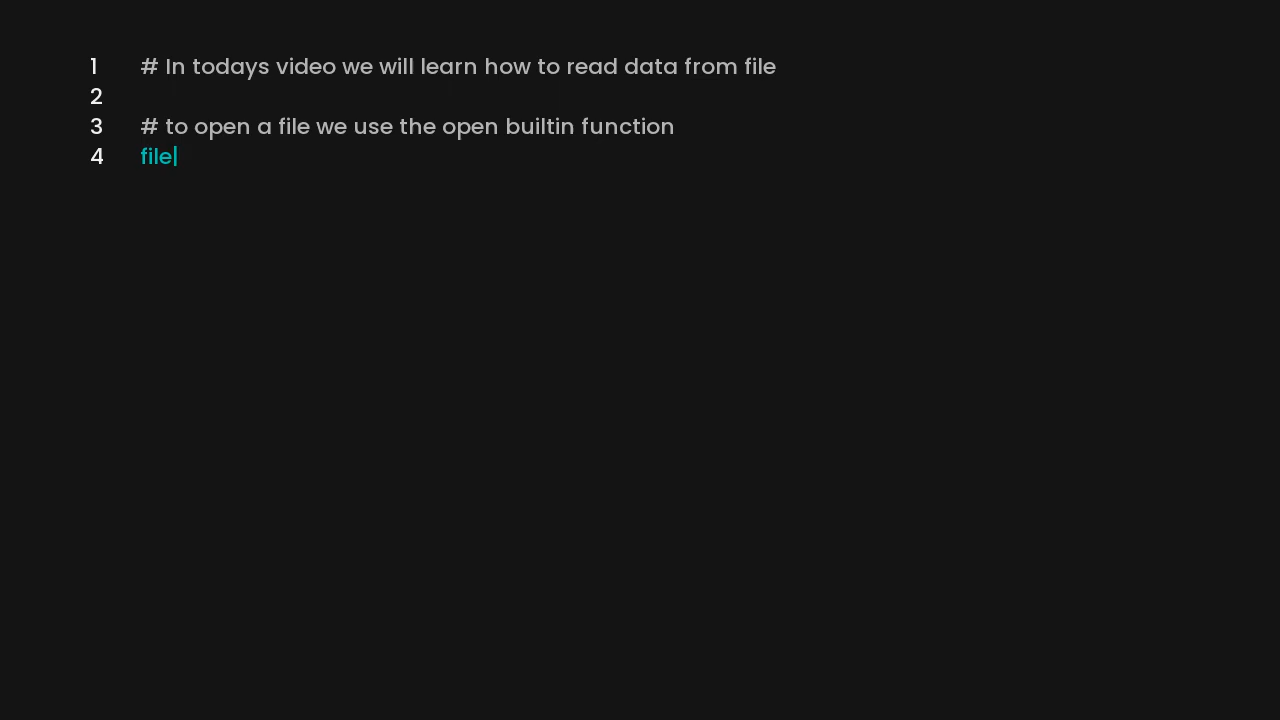 1 # In todays video we will learn how to read data from file
2
3 # to open a file we use the open builtin function
4 file